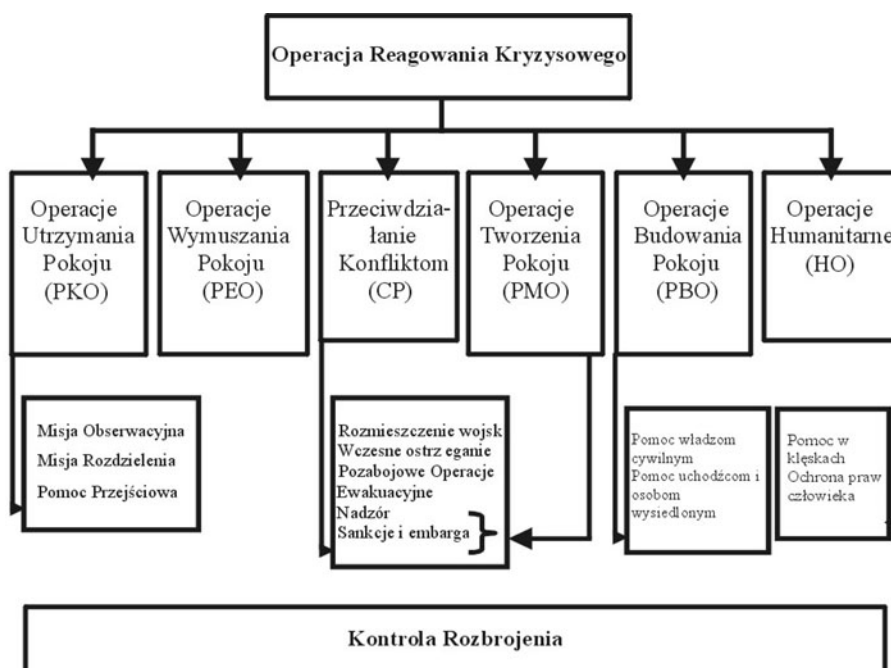 Operacja Reagowania Kryzysowego
Operacje
Utrzymania
Pokoju
(PKO)
Operacje
Wymuszania
Pokoju
(PEO)
Przeciwdzia-
łanie
Konfliktom
(CP)
Operacje
Tworzenia
Pokoju
(PMO)
Operacje
Budowania
Pokoju
(PBO)
Operacje
Humanitarne
(HO)
Misja Obserwacyjna
Misja Rozdzielenia
Pomoc Przejściowa
Rozmieszczenie wojsk
Wczesne ostrz eganie
Pozabojowe Operacje
Ewakuacyjne
Nadzór
Sankcje i embarga
Pomoc władzom
cywilnym
Pomoc uchodźcom i
osobom
wysiedlonym
Pomoc w
klęskach
Ochrona praw
człowieka
Kontrola Rozbrojenia